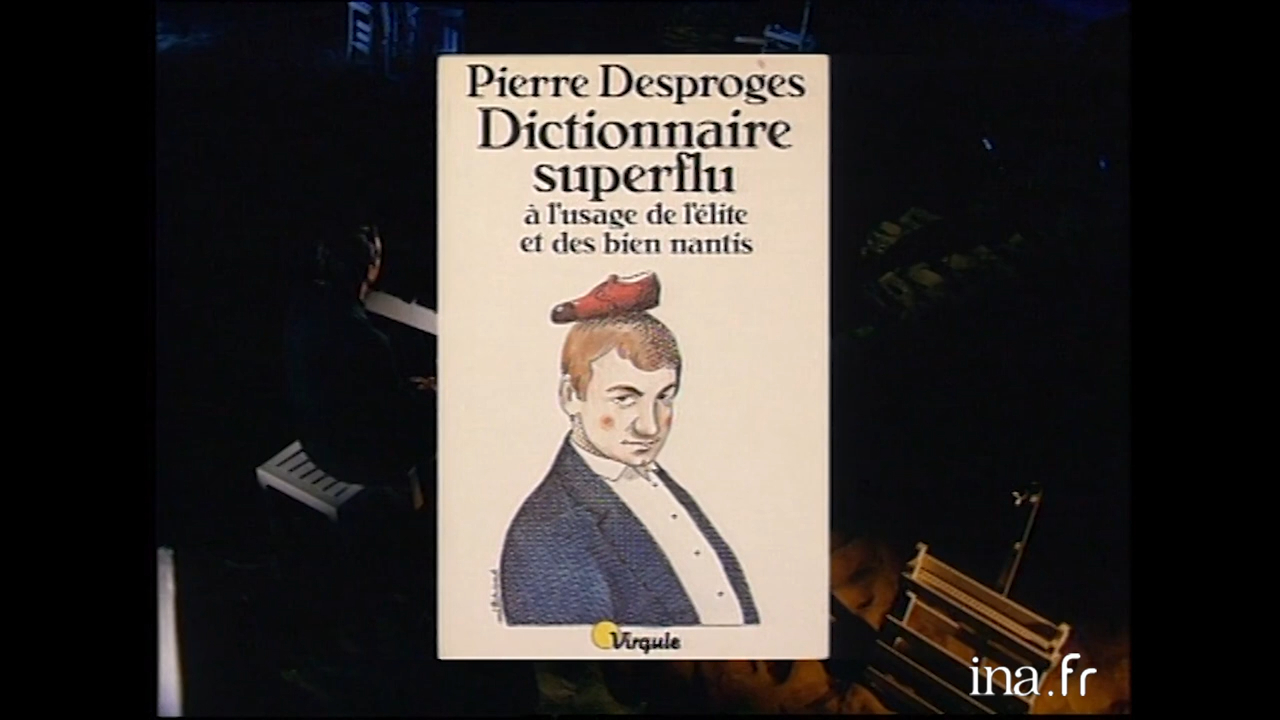 Pierre Desproges
Dictionnaire
superflu
à l'usage de l'élite
et des bien nantis
Virgule
ina.fr